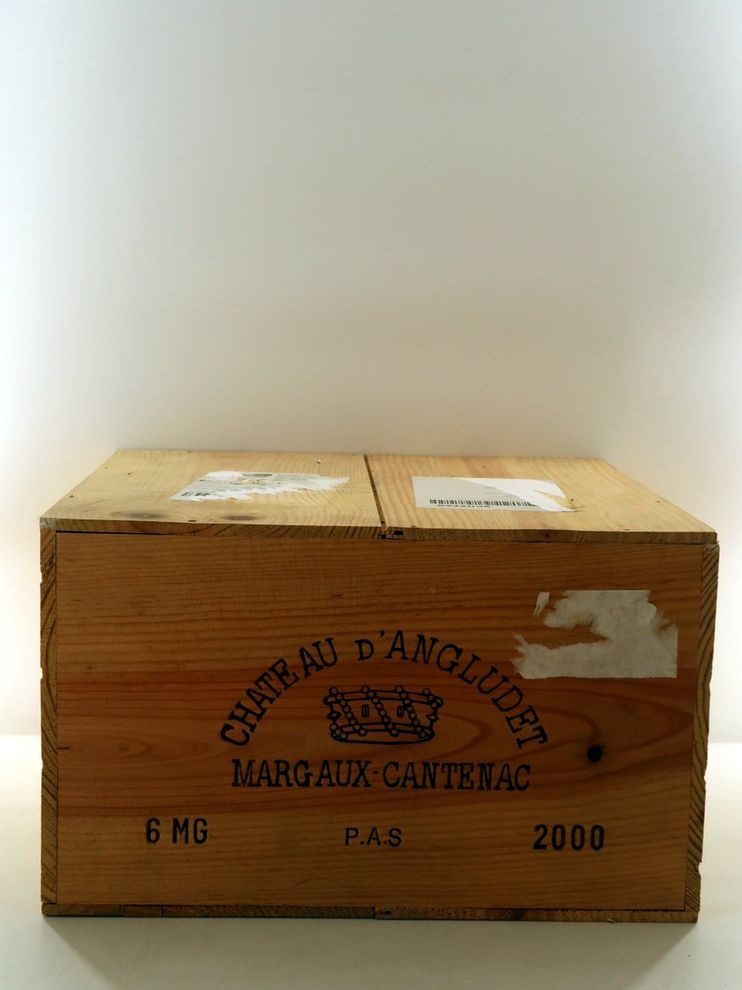 CHATEAU D'ANGLUDET
MARGAUX-CANTENAC
6 MG P.A.S 2000